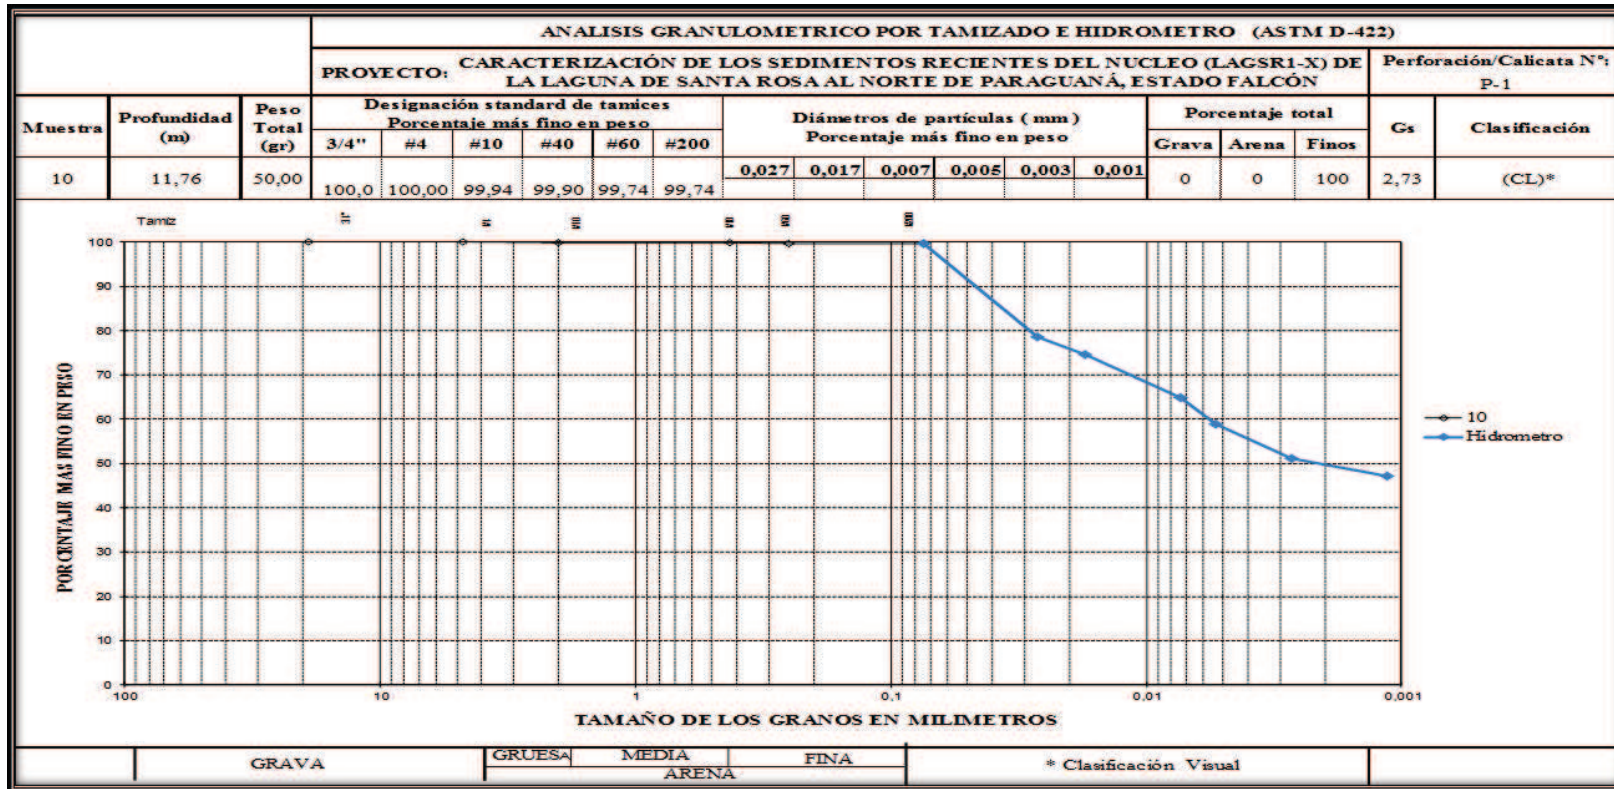 ANALISIS GRANULOMETRICO POR TAMIZADO E HIDROMETRO (ASTM D-422)
PROYECTO: CARACTERIZACIÓN DE LOS SEDIMENTOS RECIENTES DEL NUCLEO (LAGSR1-X) DE
LA LAGUNA DE SANTA ROSA AL NORTE DE PARAGUANÁ, ESTADO FALCÓN
Perforación/Calicata N°:
P-1
Muestra
Profundidad
(m)
Peso
Total
(gr)
Designación standard de tamices
Porcentaje más fino en peso
3/4" #4 #10 #40 #60 #200
Diámetros de partículas ( mm )
Porcentaje más fino en peso
Porcentaje total
Grava Arena Finos
Gs
Clasificación
10 11,76 50,00
100,0 100,00 99,94 99,90 99,74 99,74
0,027 0,017 0,007 0,005 0,003 0,001
0 0 100 2,73 (CL)*
Tamiz
100
90
80
70
60
50
40
30
20
10
0
PORCENTAJE MAS FINO EN PESO
100 10 1 0,1 0,01 0,001
TAMAÑO DE LOS GRANOS EN MILIMETROS
10
Hidrometro
GRAVA
GRUESA MEDIA FINA
ARENA
* Clasificación Visual